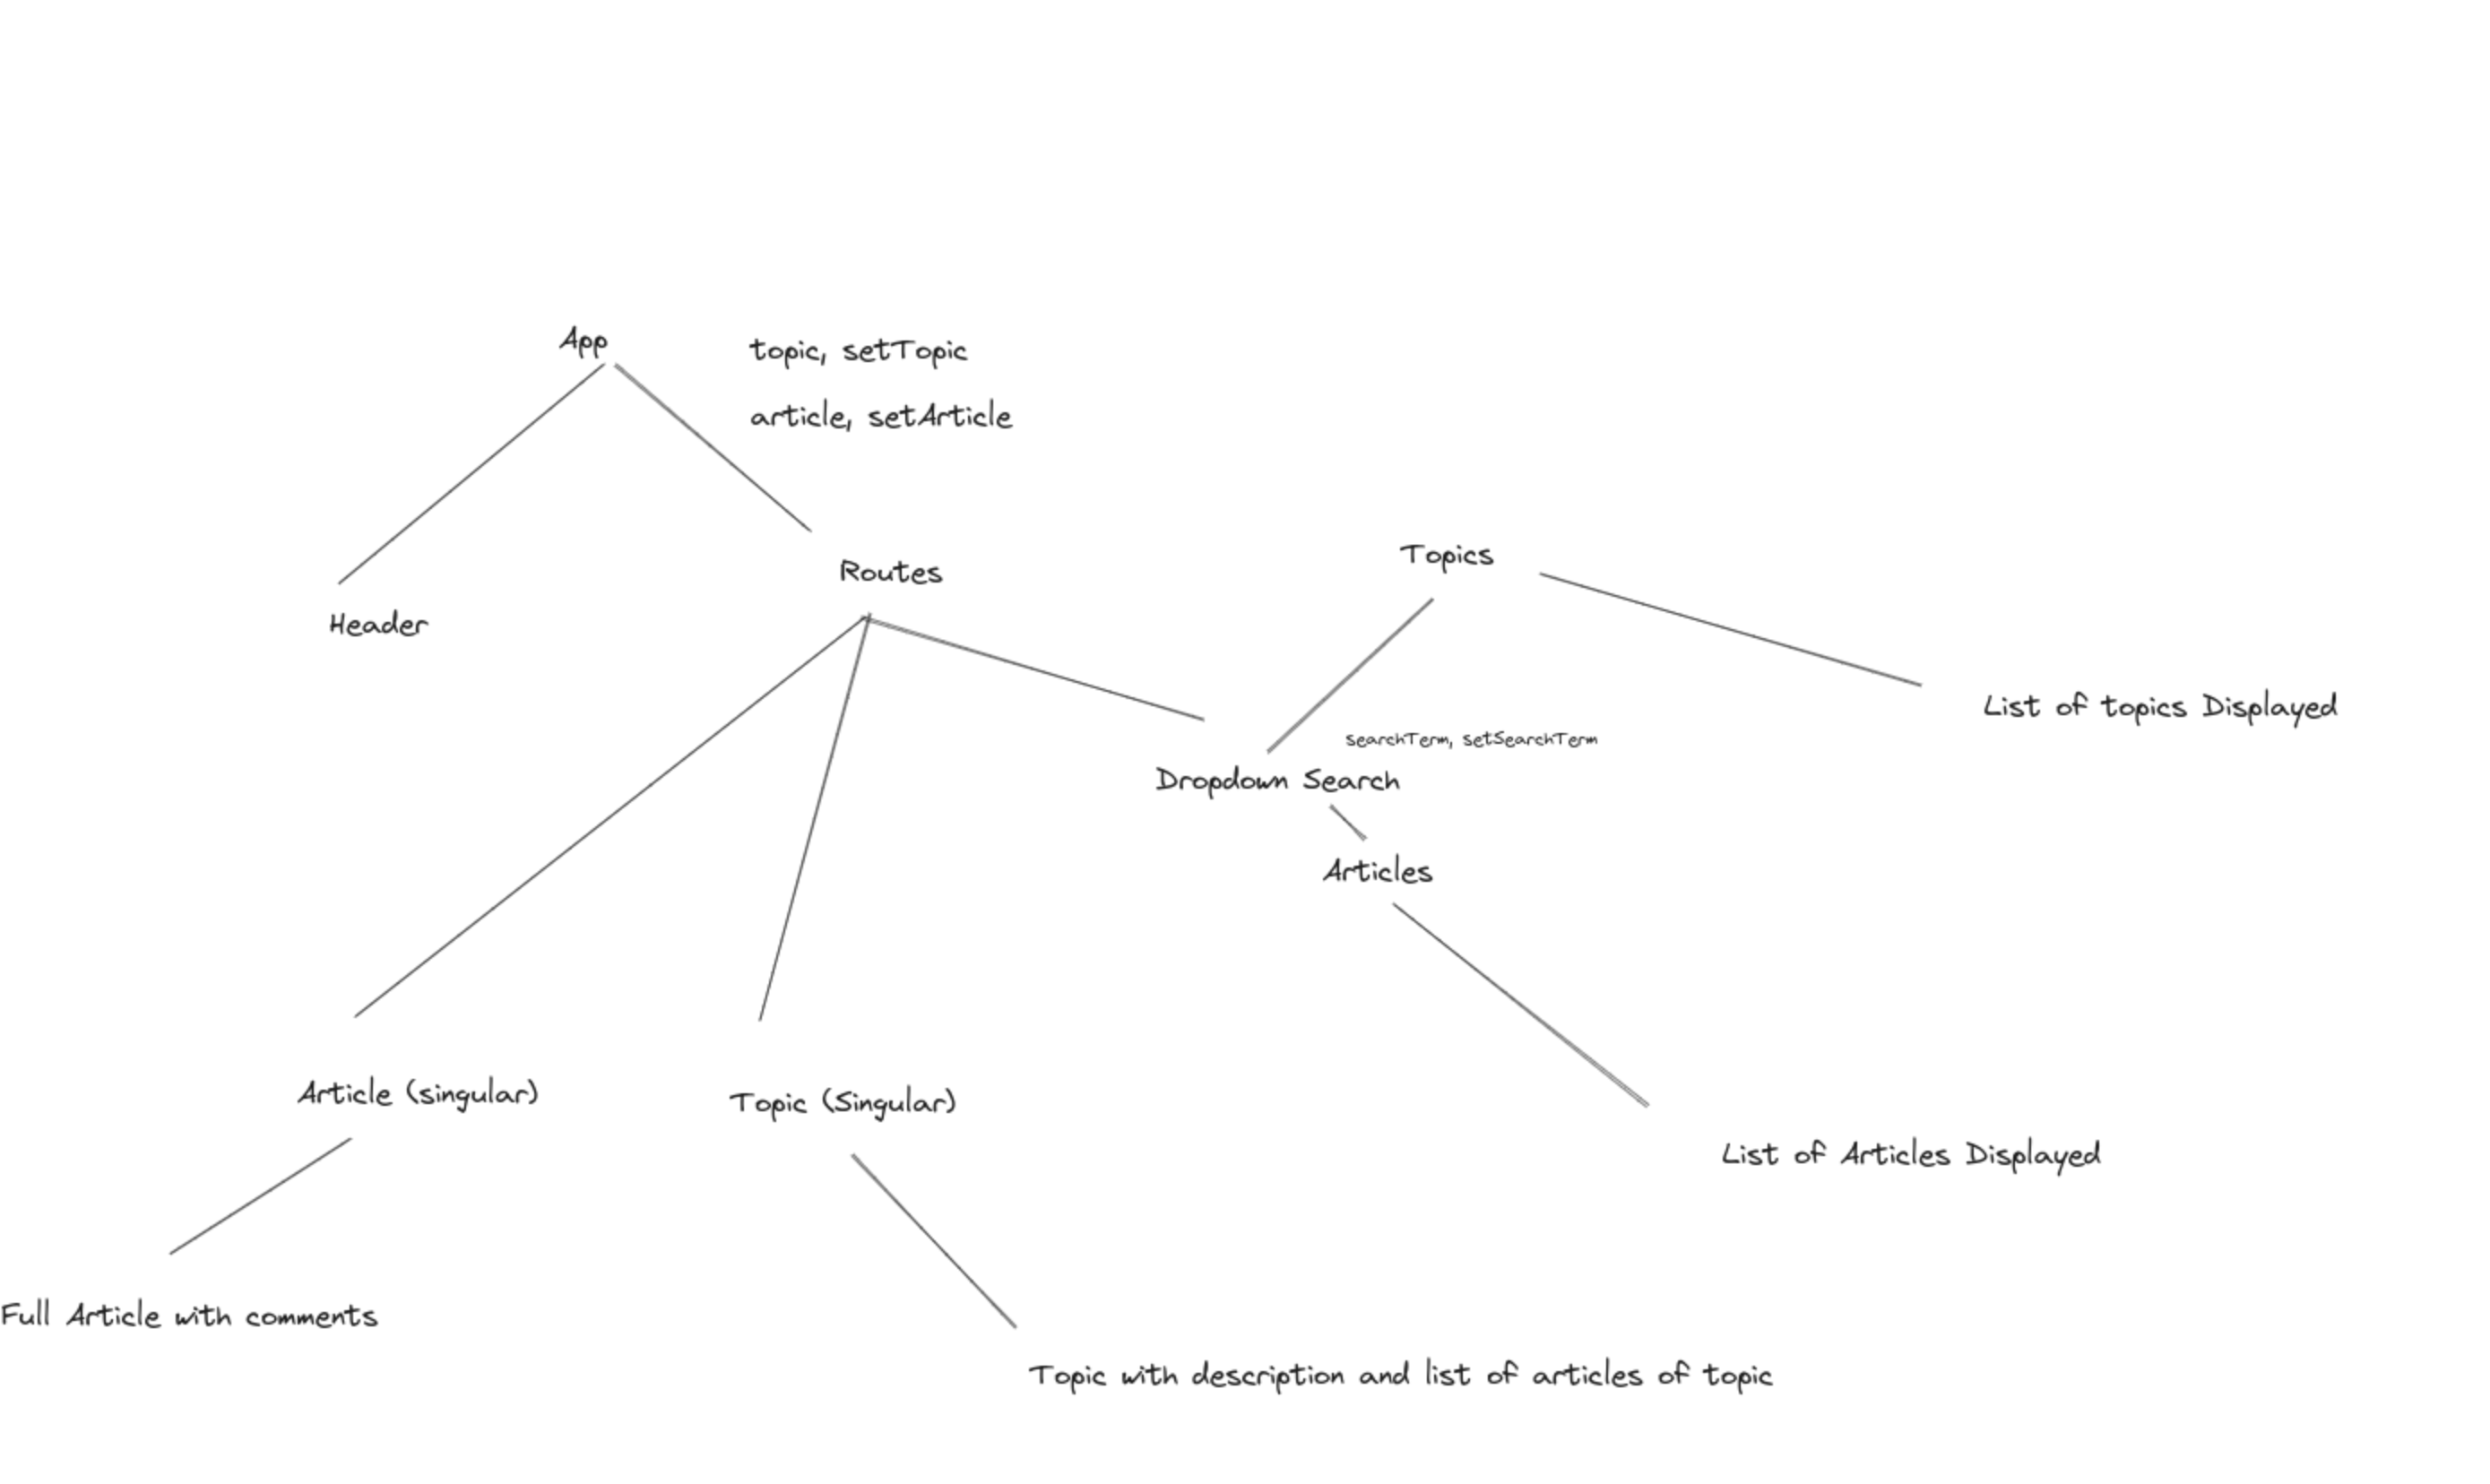 App
topic, setTopic
article, setArticle
Routes
Topics
Header
List of topics Displayed
searchTerm, setSearchTerm
Dropdown Search
Articles
Article (singular)
Topic (Singular)
List of Articles Displayed
Full Article with comments
Topic with description and list of articles of topic